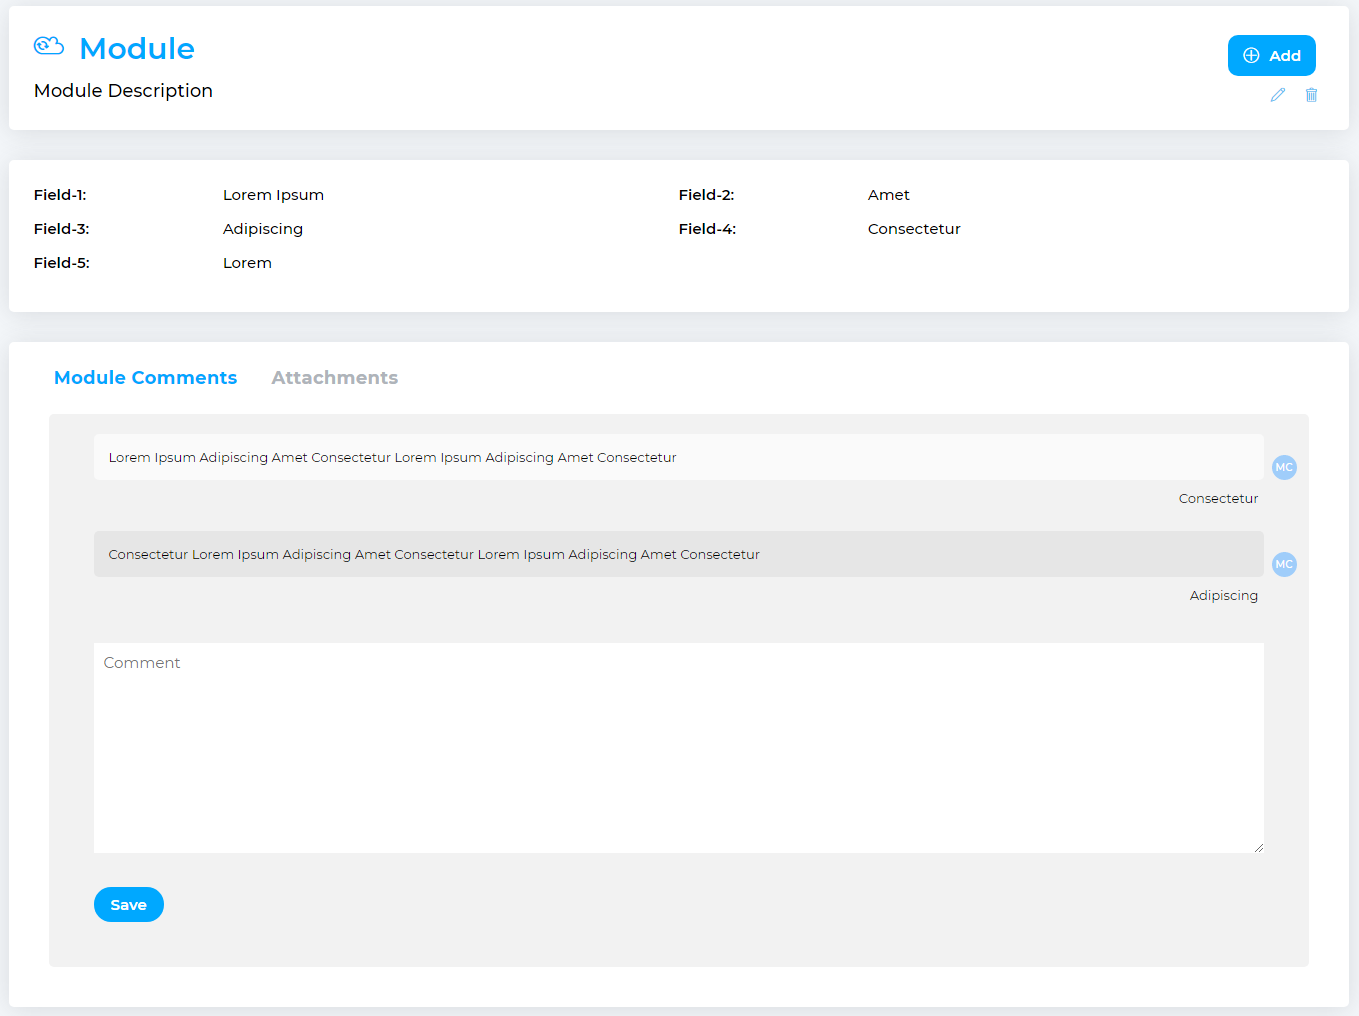 Module
Add
Module Description
Field-1: Lorem Ipsum Field-2: Amet
Field-3: Adipiscing Field-4: Consectetur
Field-5: Lorem
Module Comments Attachments
Lorem Ipsum Adipiscing Amet Consectetur Lorem Ipsum Adipiscing Amet Consectetur
MC
Consectetur
Consectetur Lorem Ipsum Adipiscing Amet Consectetur Lorem Ipsum Adipiscing Amet Consectetur
MC
Adipiscing
Comment
Save